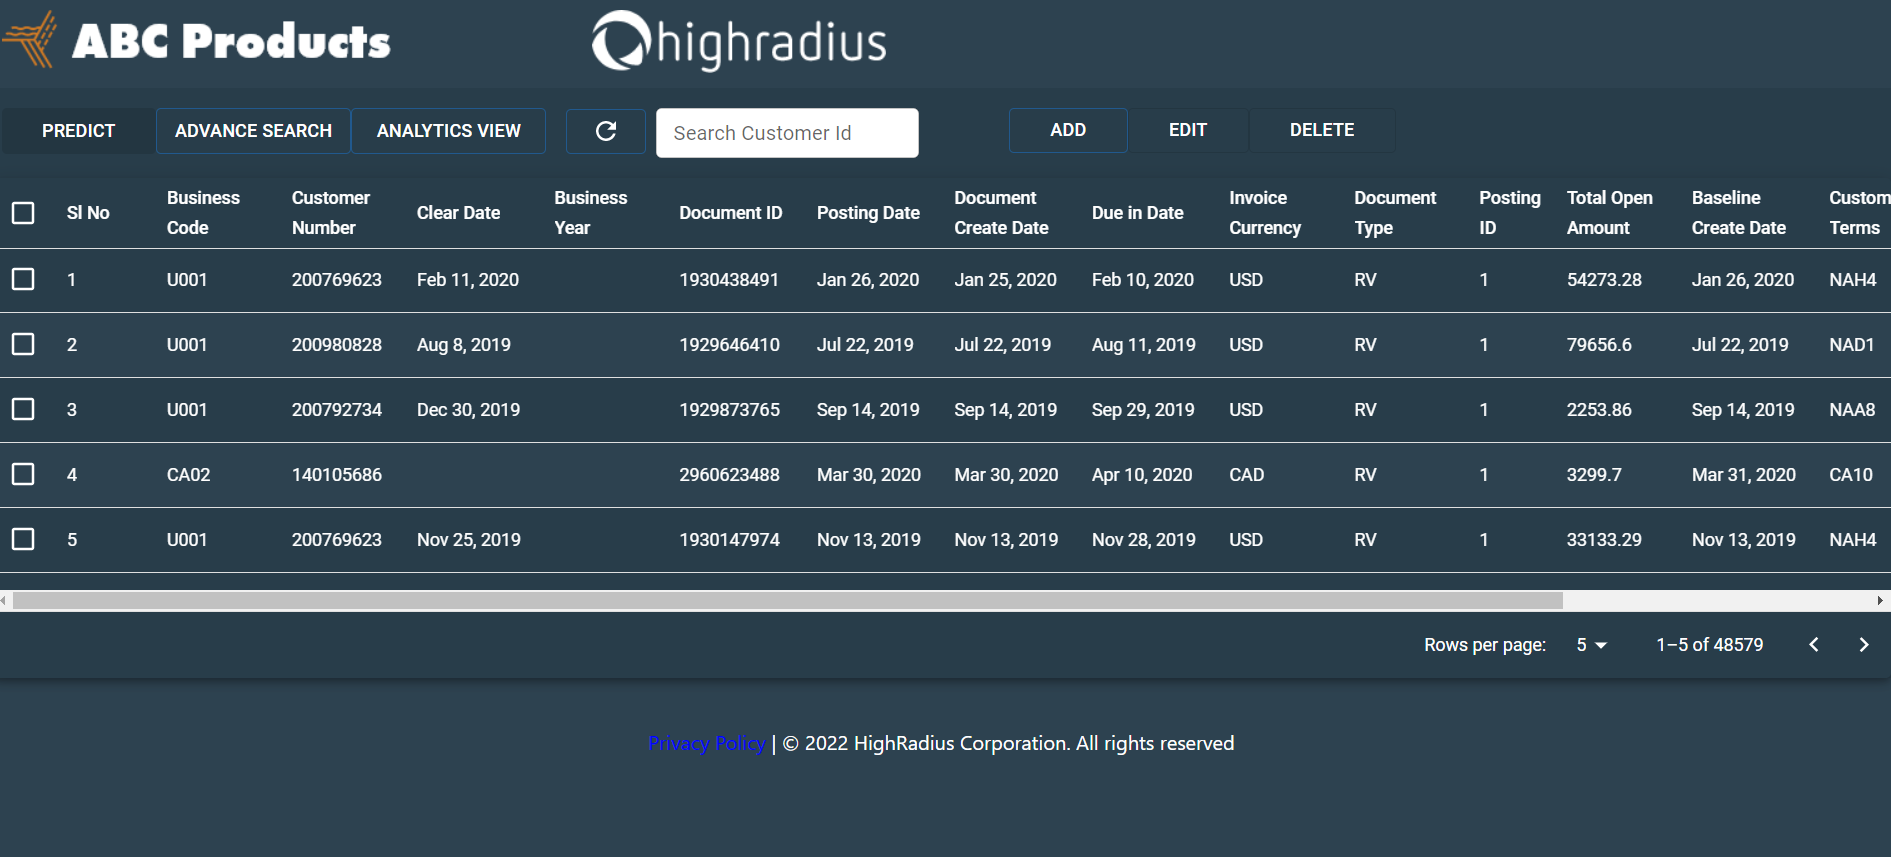 ABC Products highradius
PREDICT ADVANCE SEARCH ANALYTICS VIEW Search Customer Id ADD EDIT DELETE
Sl No Business Code Customer Number Clear Date Business Year Document ID Posting Date Document Create Date Due in Date Invoice Currency Document Type Posting ID Total Open Amount Baseline Create Date Custom Terms
1 U001 200769623 Feb 11, 2020 1930438491 Jan 26, 2020 Jan 25, 2020 Feb 10, 2020 USD RV 1 54273.28 Jan 26, 2020 NAH4
2 U001 200980828 Aug 8, 2019 1929646410 Jul 22, 2019 Jul 22, 2019 Aug 11, 2019 USD RV 1 79656.6 Jul 22, 2019 NAD1
3 U001 200792734 Dec 30, 2019 1929873765 Sep 14, 2019 Sep 14, 2019 Sep 29, 2019 USD RV 1 2253.86 Sep 14, 2019 NAA8
4 CA02 140105686 2960623488 Mar 30, 2020 Mar 30, 2020 Apr 10, 2020 CAD RV 1 3299.7 Mar 31, 2020 CA10
5 U001 200769623 Nov 25, 2019 1930147974 Nov 13, 2019 Nov 13, 2019 Nov 28, 2019 USD RV 1 33133.29 Nov 13, 2019 NAH4
Rows per page: 5 1–5 of 48579
Privacy Policy | © 2022 HighRadius Corporation. All rights reserved